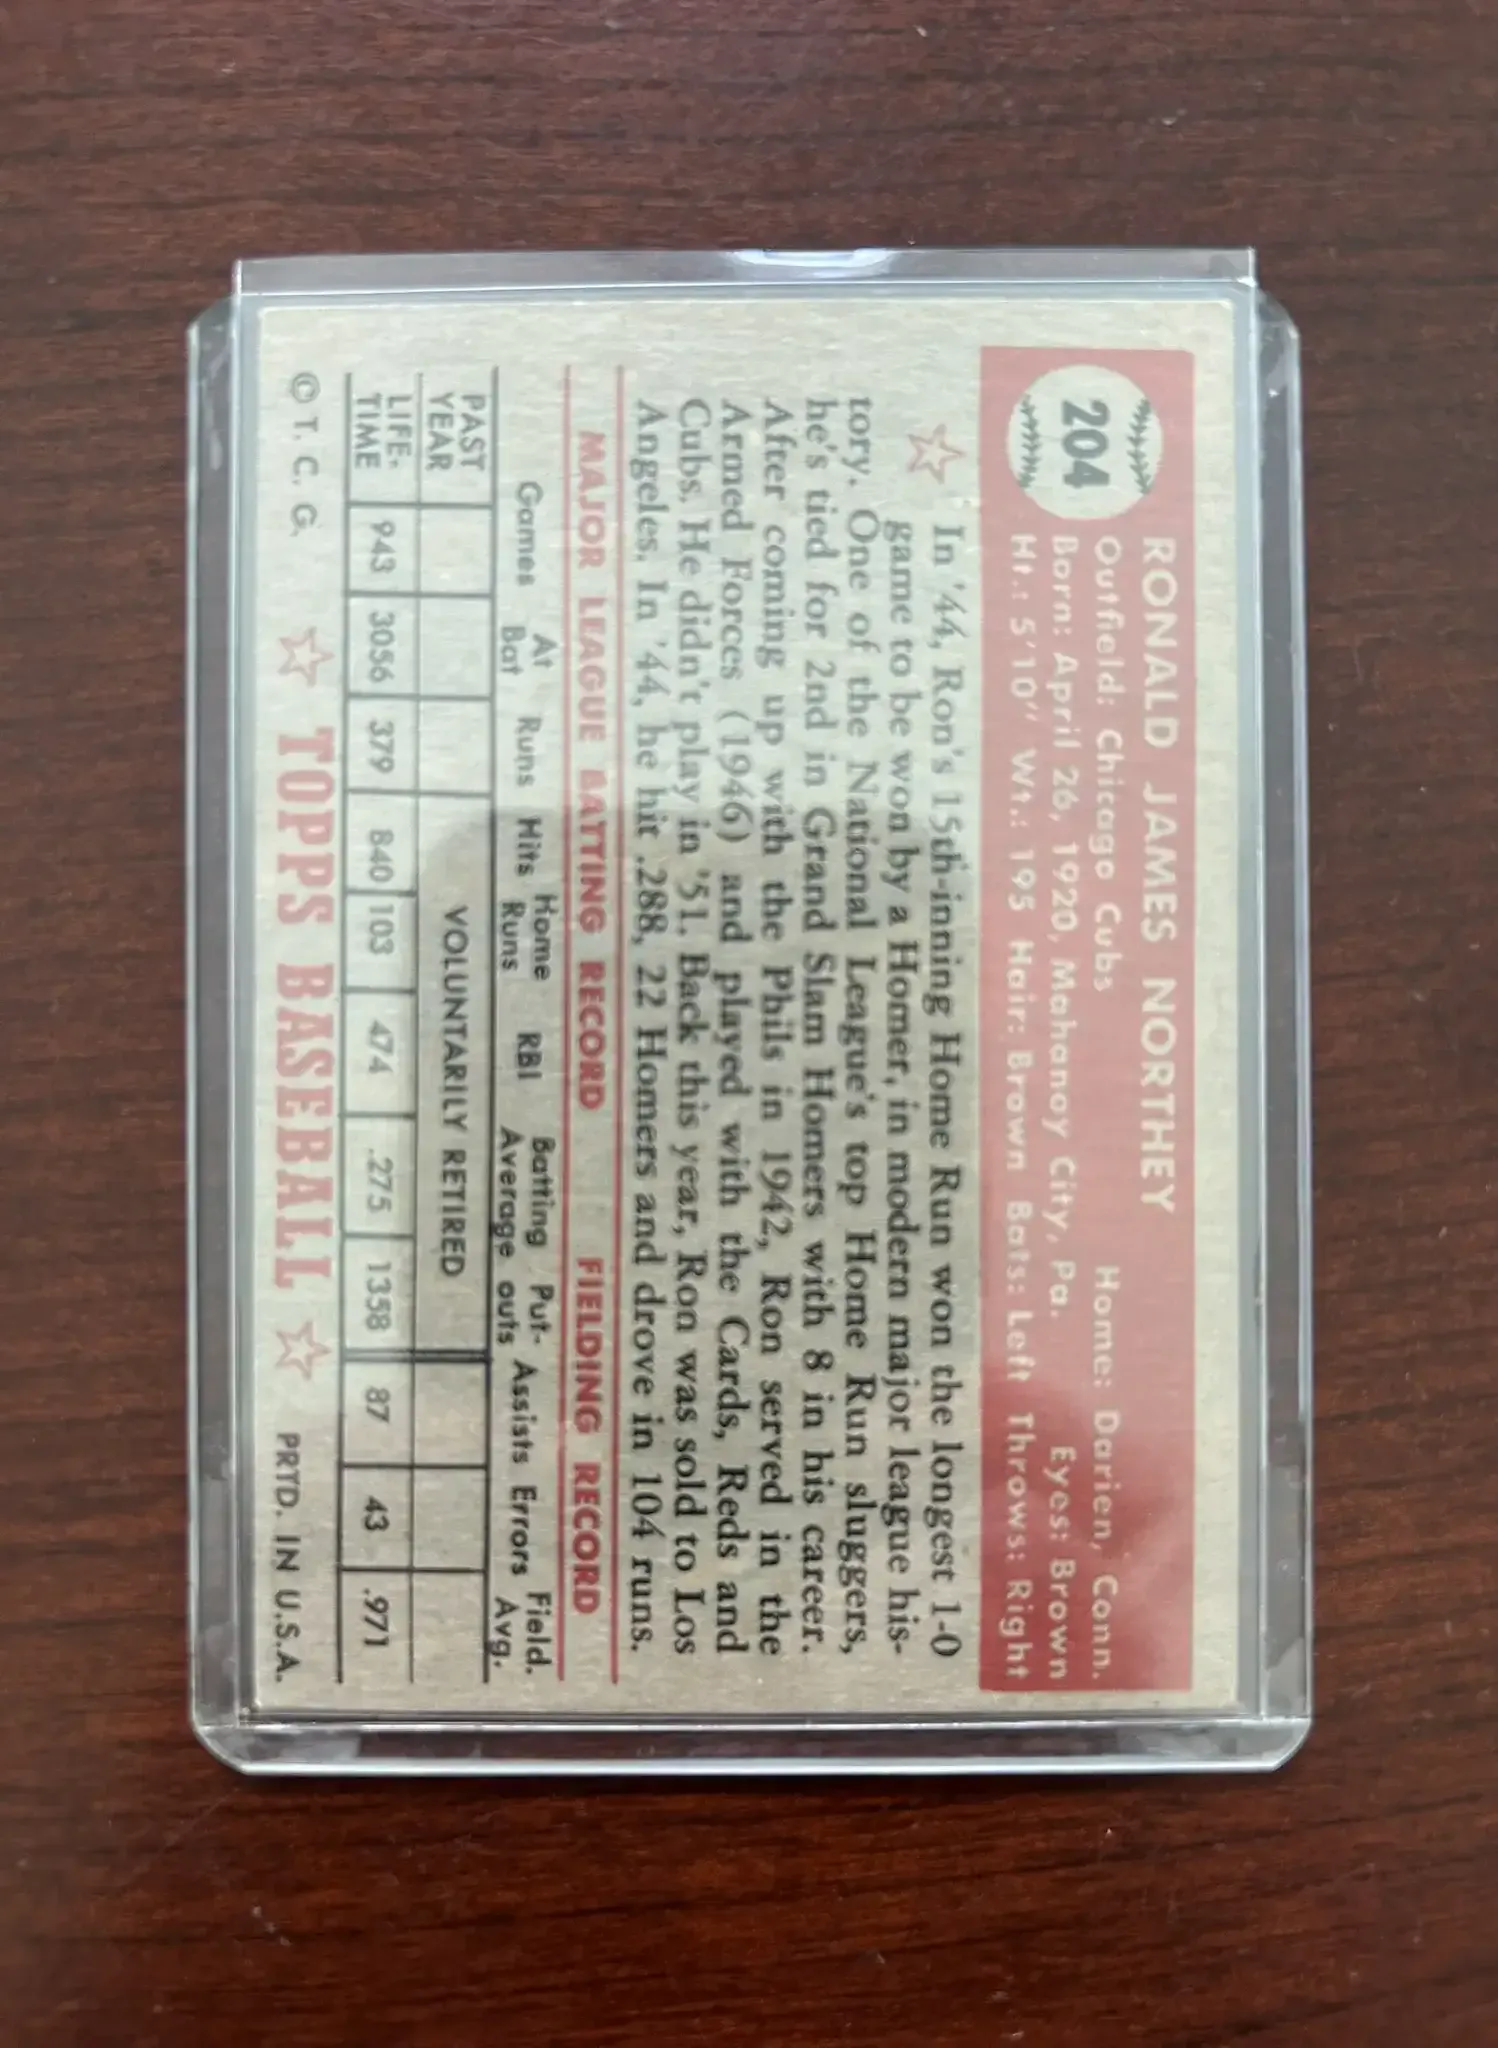 204
RONALD JAMES NORTHEY
Outfield: Chicago Cubs Home: Darien, Conn.
Born: April 26, 1920, Mahanoy City, Pa. Eyes: Brown
Ht.: 5'10" Wt.: 195 Hair: Brown Bats: Left Throws: Right
In '44, Ron's 15th-inning Home Run won the longest 1-0
game to be won by a Homer, in modern major league his-
tory. One of the National League's top Home Run sluggers,
he's tied for 2nd in Grand Slam Homers with 8 in his career.
After coming up with the Phils in 1942, Ron served in the
Armed Forces (1946) and played with the Cards, Reds and
Cubs. He didn't play in '51. Back this year, Ron was sold to Los
Angeles. In '44, he hit .288, 22 Homers and drove in 104 runs.
MAJOR LEAGUE BATTING RECORD FIELDING RECORD
Games At Bat Runs Hits Home Runs RBI Batting Average Put-outs Assists Errors Field. Avg.
PAST YEAR VOLUNTARILY RETIRED
LIFE-TIME 943 3056 379 840 103 474 .275 1358 87 43 .971
© T. C. G. TOPPS BASEBALL PRTD. IN U.S.A.